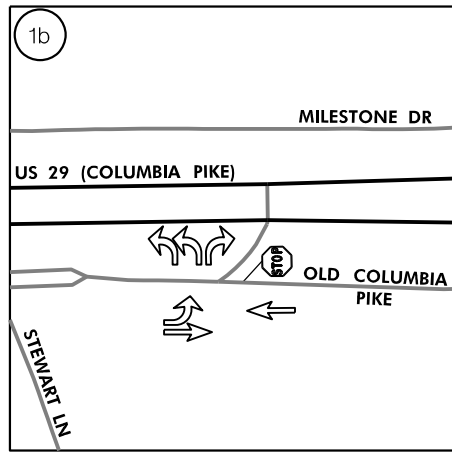 1b
MILESTONE DR
US 29 (COLUMBIA PIKE)
STOP
OLD COLUMBIA
PIKE
STEWART LN